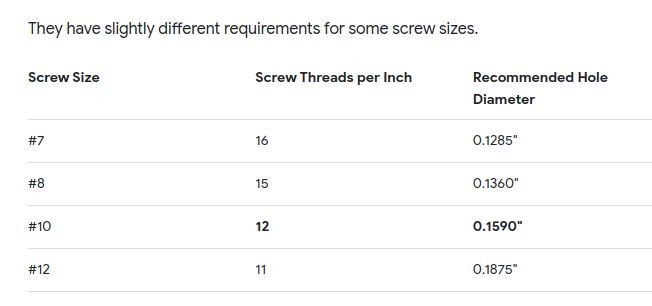 They have slightly different requirements for some screw sizes.
Screw Size Screw Threads per Inch Recommended Hole Diameter
#7 16 0.1285"
#8 15 0.1360"
#10 12 0.1590"
#12 11 0.1875"